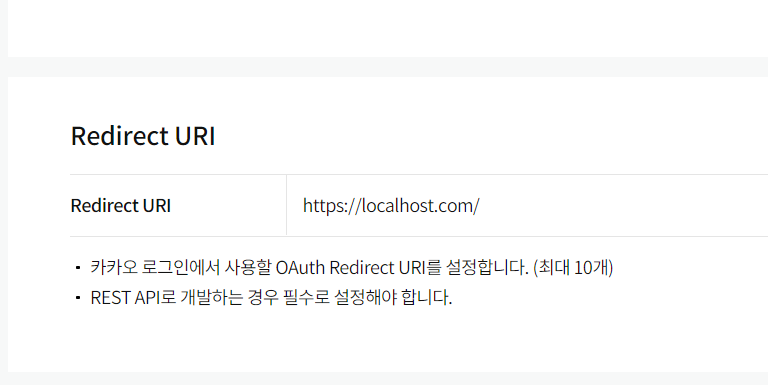 Redirect URI
Redirect URI
https://localhost.com/
▪ 카카오 로그인에서 사용할 OAuth Redirect URI를 설정합니다. (최대 10개)
▪ REST API로 개발하는 경우 필수로 설정해야 합니다.